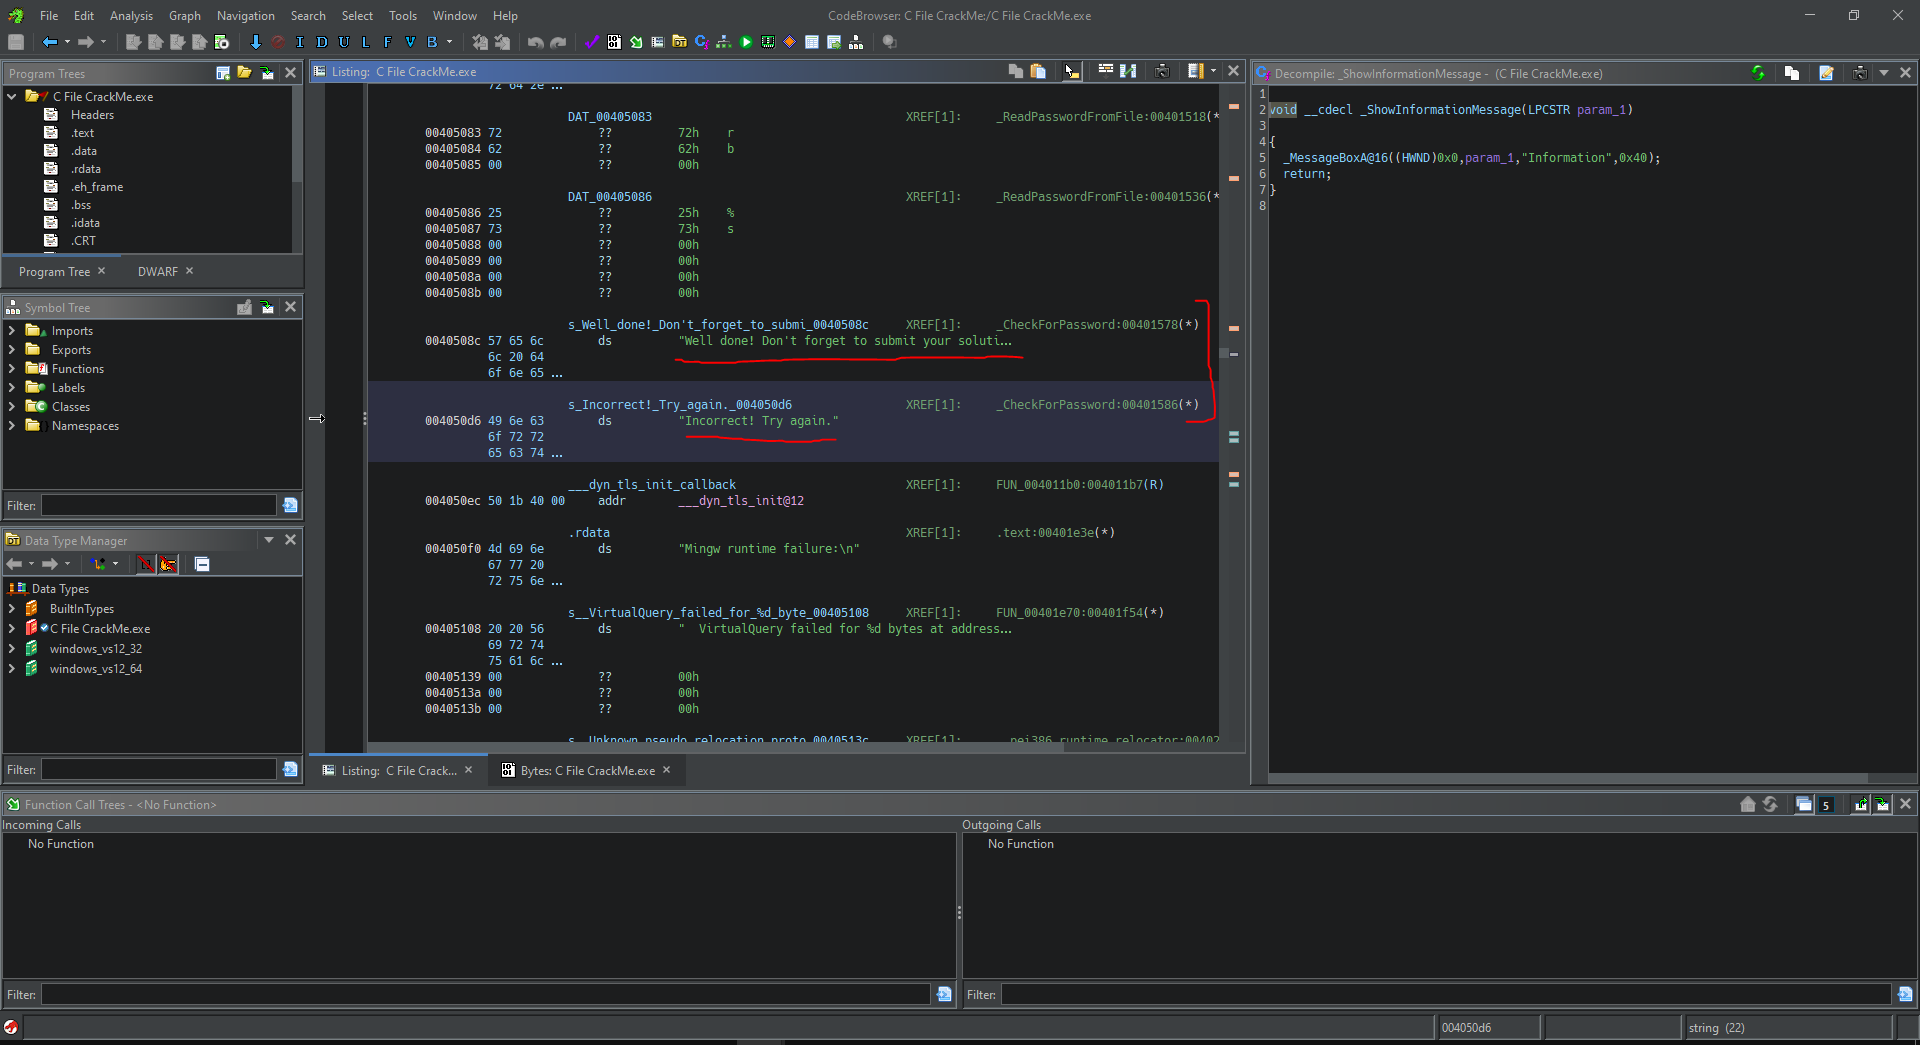 File Edit Analysis Graph Navigation Search Select Tools Window Help
CodeBrowser: C File CrackMe:/C File CrackMe.exe
I D U L F V B
Program Trees
C File CrackMe.exe
Headers
.text
.data
.rdata
.eh_frame
.bss
.idata
.CRT
Program Tree
DWARF
Symbol Tree
Imports
Exports
Functions
Labels
Classes
Namespaces
Filter:
Data Type Manager
Data Types
BuiltInTypes
C File CrackMe.exe
windows_vs12_32
windows_vs12_64
Filter:
Listing: C File CrackMe.exe
72 64 2e ...
DAT_00405083 XREF[1]: _ReadPasswordFromFile:00401518(*
00405083 72 ?? 72h r
00405084 62 ?? 62h b
00405085 00 ?? 00h
DAT_00405086 XREF[1]: _ReadPasswordFromFile:00401536(*
00405086 25 ?? 25h %
00405087 73 ?? 73h s
00405088 00 ?? 00h
00405089 00 ?? 00h
0040508a 00 ?? 00h
0040508b 00 ?? 00h
s_Well_done!_Don't_forget_to_submi_0040508c XREF[1]: _CheckForPassword:00401578(*)
0040508c 57 65 6c ds "Well done! Don't forget to submit your soluti...
6c 20 64
6f 6e 65 ...
s_Incorrect!_Try_again._004050d6 XREF[1]: _CheckForPassword:00401586(*)
004050d6 49 6e 63 ds "Incorrect! Try again."
6f 72 72
65 63 74 ...
___dyn_tls_init_callback XREF[1]: FUN_004011b0:004011b7(R)
004050ec 50 1b 40 00 addr ___dyn_tls_init@12
.rdata XREF[1]: .text:00401e3e(*)
004050f0 4d 69 6e ds "Mingw runtime failure:\n"
67 77 20
72 75 6e ...
s__VirtualQuery_failed_for_%d_byte_00405108 XREF[1]: FUN_00401e70:00401f54(*)
00405108 20 20 56 ds "  VirtualQuery failed for %d bytes at address...
69 72 74
75 61 6c ...
00405139 00 ?? 00h
0040513a 00 ?? 00h
0040513b 00 ?? 00h
s__Unknown_pseudo_relocation_proto_0040513c XREF[1]: __pei386_runtime_relocator:00402
Listing: C File Crack...
Bytes: C File CrackMe.exe
Decompile: _ShowInformationMessage - (C File CrackMe.exe)
1
2 void __cdecl _ShowInformationMessage(LPCSTR param_1)
3
4 {
5 _MessageBoxA@16((HWND)0x0,param_1,"Information",0x40);
6 return;
7 }
8
Function Call Trees - <No Function>
5
Incoming Calls
No Function
Filter:
Outgoing Calls
No Function
Filter:
004050d6
string (22)